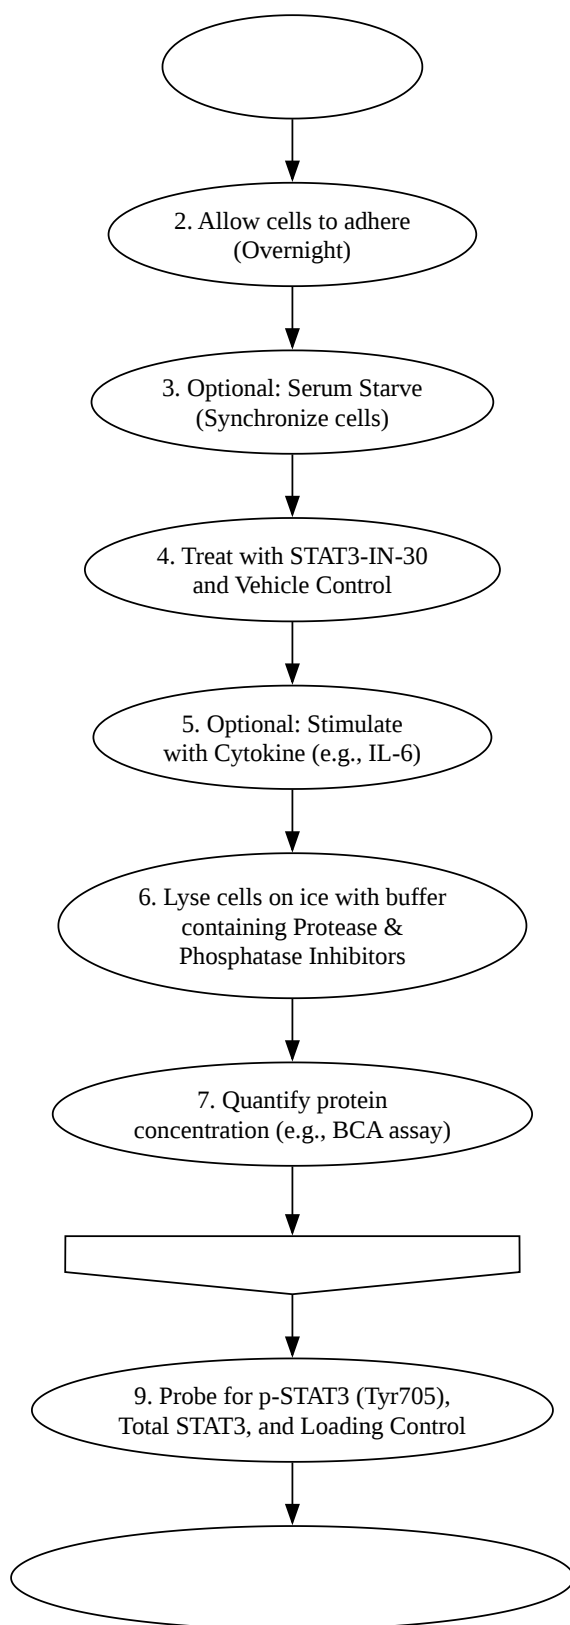 2. Allow cells to adhere
(Overnight)
3. Optional: Serum Starve
(Synchronize cells)
4. Treat with STAT3-IN-30
and Vehicle Control
5. Optional: Stimulate
with Cytokine (e.g., IL-6)
6. Lyse cells on ice with buffer
containing Protease &
Phosphatase Inhibitors
7. Quantify protein
concentration (e.g., BCA assay)
9. Probe for p-STAT3 (Tyr705),
Total STAT3, and Loading Control